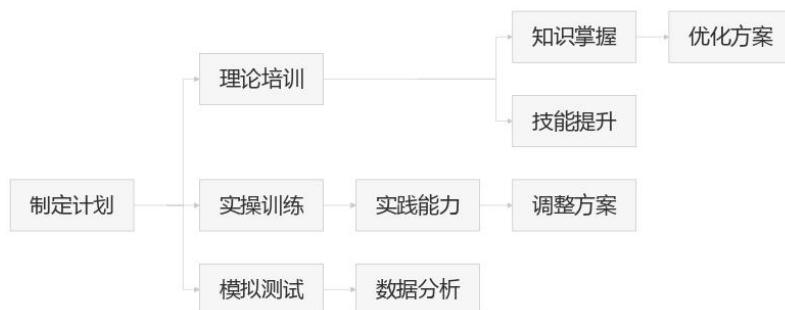 知识掌握
优化方案
理论培训
技能提升
制定计划
实操训练
实践能力
调整方案
模拟测试
数据分析